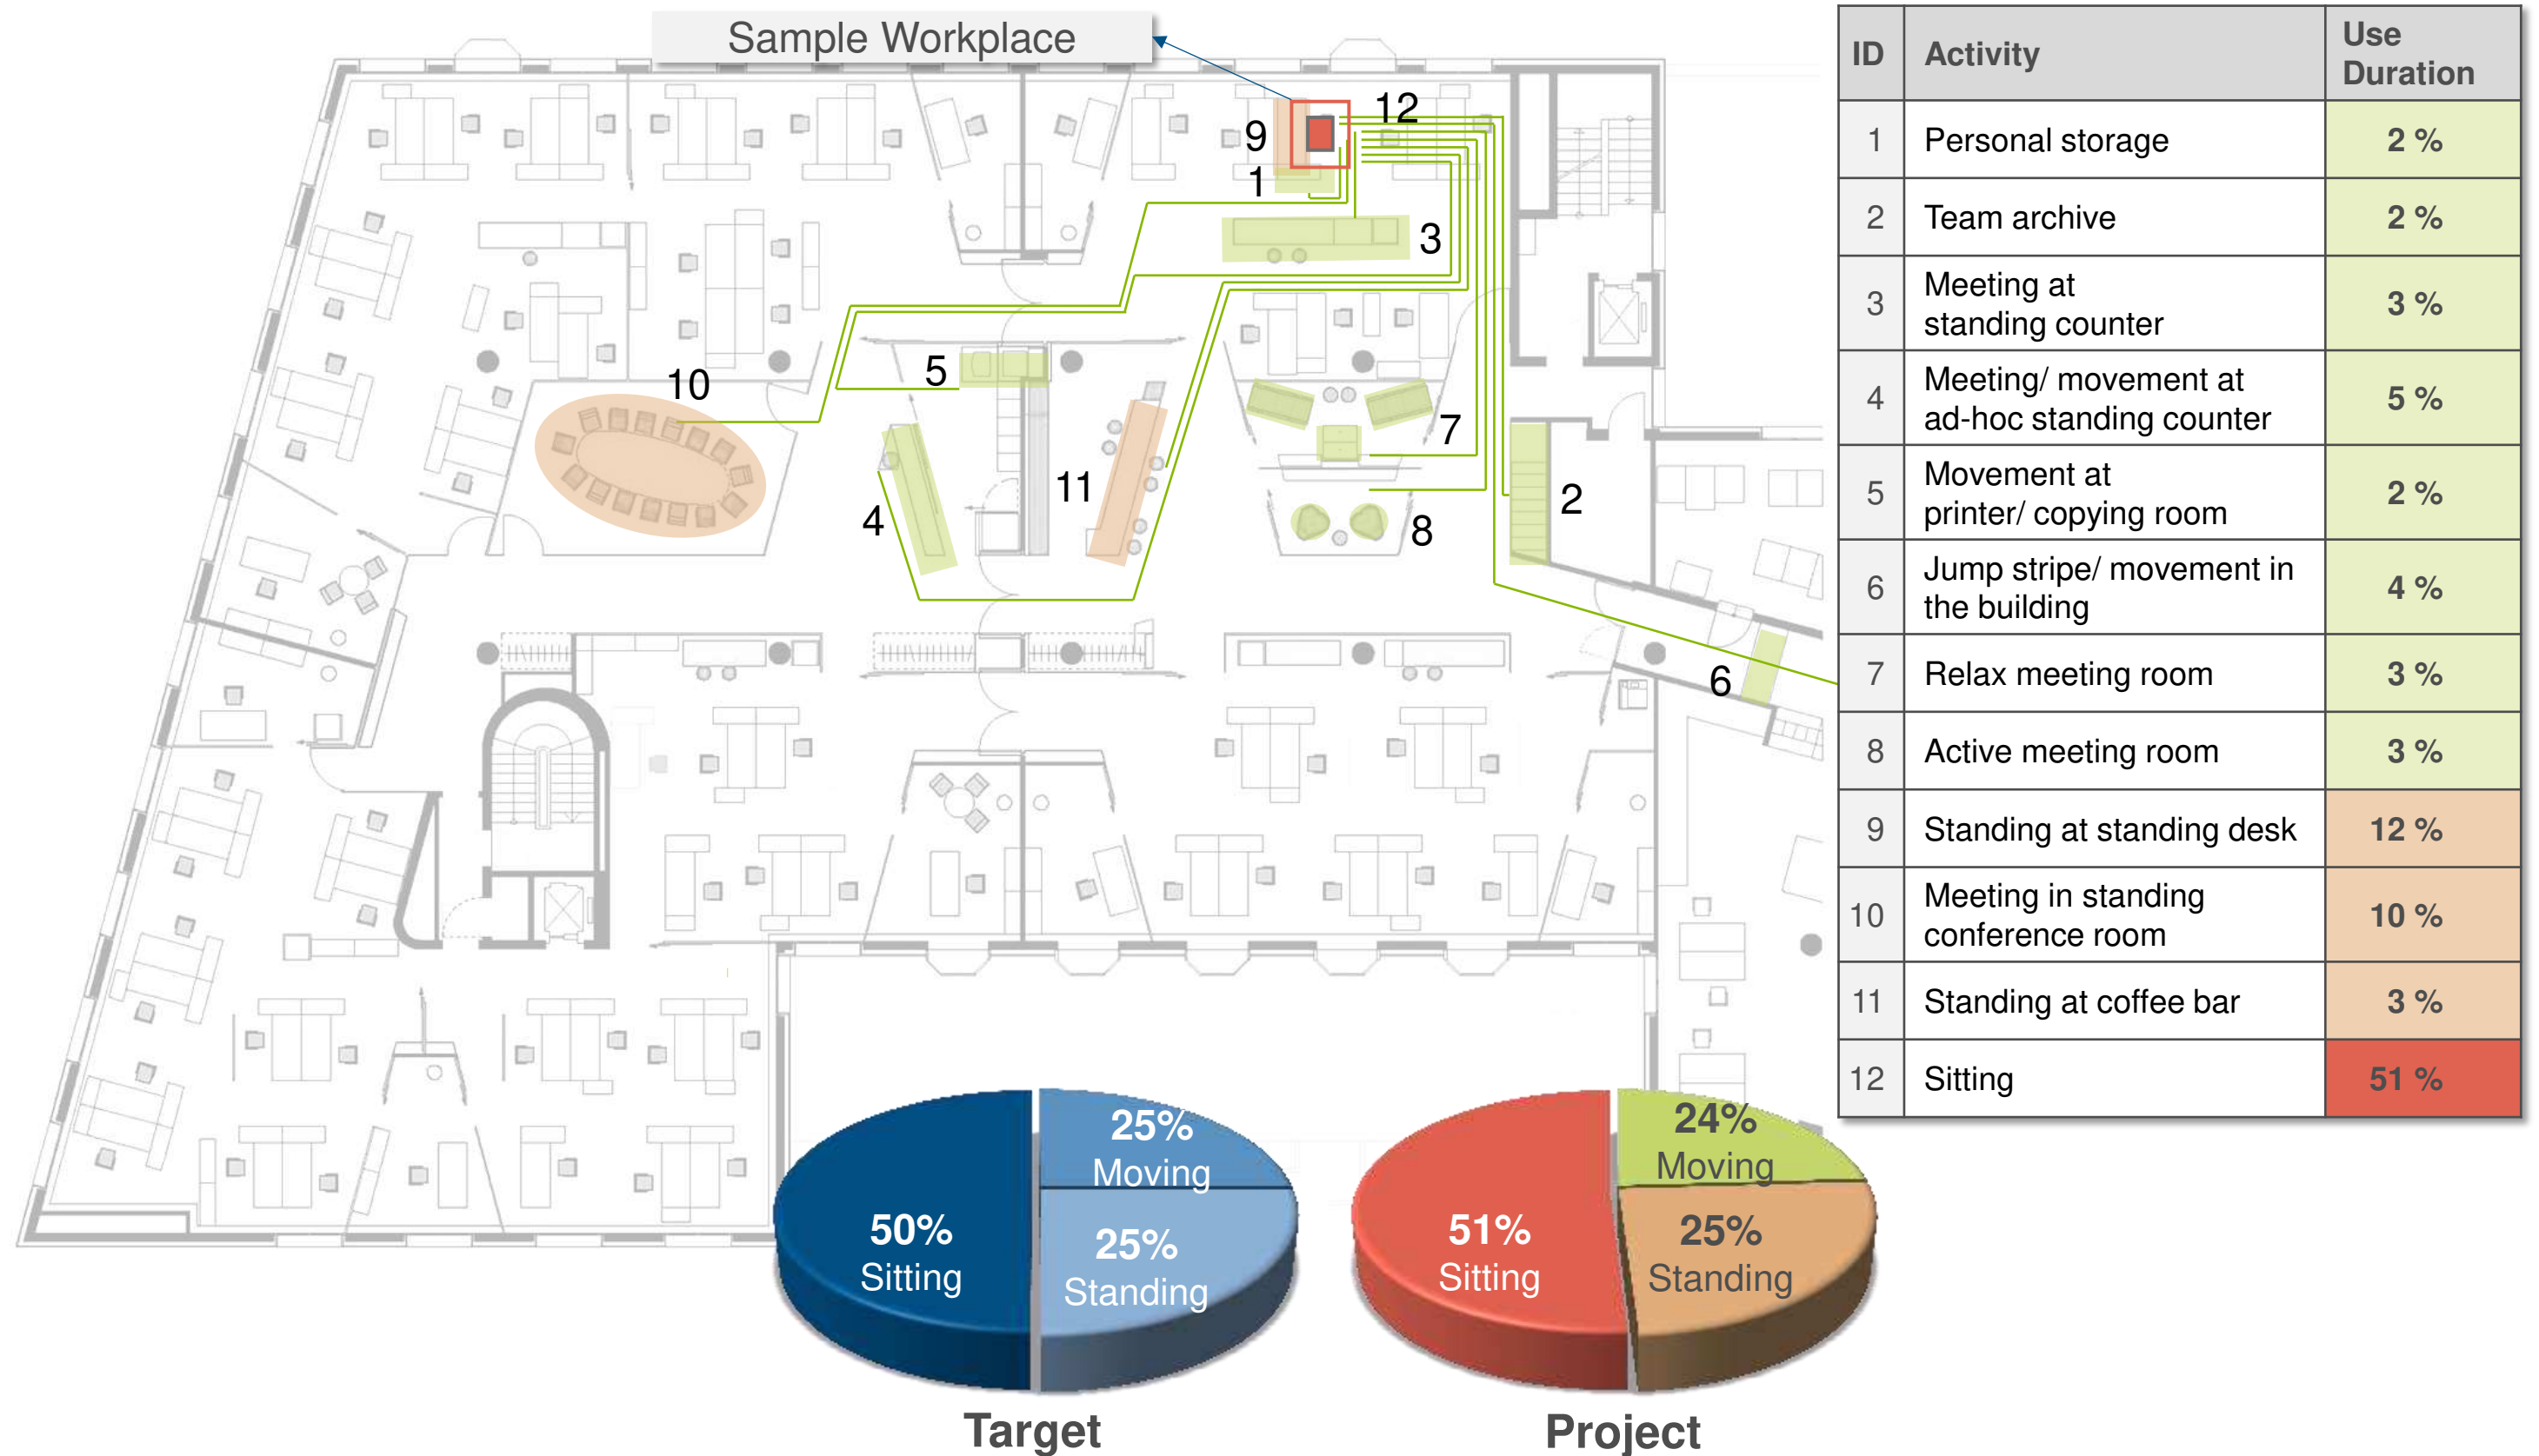 Sample Workplace
12
9
1
3
5
10
7
11
4
8
2
6
ID Activity Use Duration
1 Personal storage 2 %
2 Team archive 2 %
3 Meeting at
standing counter 3 %
4 Meeting/ movement at
ad-hoc standing counter 5 %
5 Movement at
printer/ copying room 2 %
6 Jump stripe/ movement in
the building 4 %
7 Relax meeting room 3 %
8 Active meeting room 3 %
9 Standing at standing desk 12 %
10 Meeting in standing
conference room 10 %
11 Standing at coffee bar 3 %
12 Sitting 51 %
50%
Sitting
25%
Moving
25%
Standing
Target
51%
Sitting
24%
Moving
25%
Standing
Project